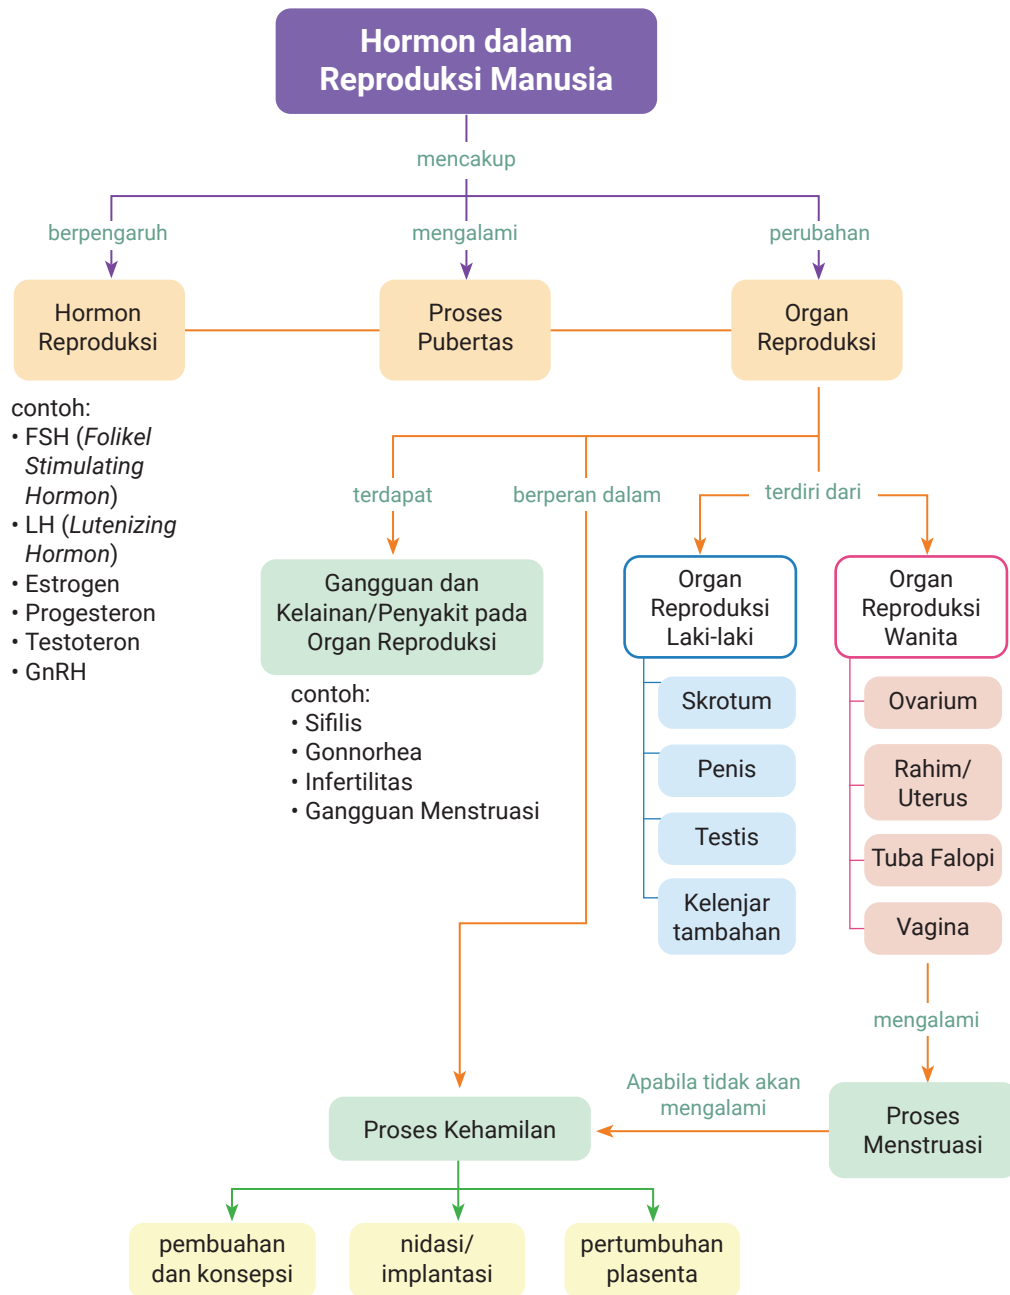 Hormon dalam
Reproduksi Manusia
mencakup
berpengaruh
mengalami
perubahan
Hormon
Reproduksi
Proses
Pubertas
Organ
Reproduksi
contoh:
• FSH (Folikel
Stimulating
Hormon)
• LH (Lutenizing
Hormon)
• Estrogen
• Progesteron
• Testoteron
• GnRH
terdapat
berperan dalam
terdiri dari
Gangguan dan
Kelainan/Penyakit pada
Organ Reproduksi
contoh:
• Sifilis
• Gonnorhea
• Infertilitas
• Gangguan Menstruasi
Organ
Reproduksi
Laki-laki
Skrotum
Penis
Testis
Kelenjar
tambahan
Organ
Reproduksi
Wanita
Ovarium
Rahim/
Uterus
Tuba Falopi
Vagina
mengalami
Proses
Menstruasi
Apabila tidak akan
mengalami
Proses Kehamilan
pembuahan
dan konsepsi
nidasi/
implantasi
pertumbuhan
plasenta